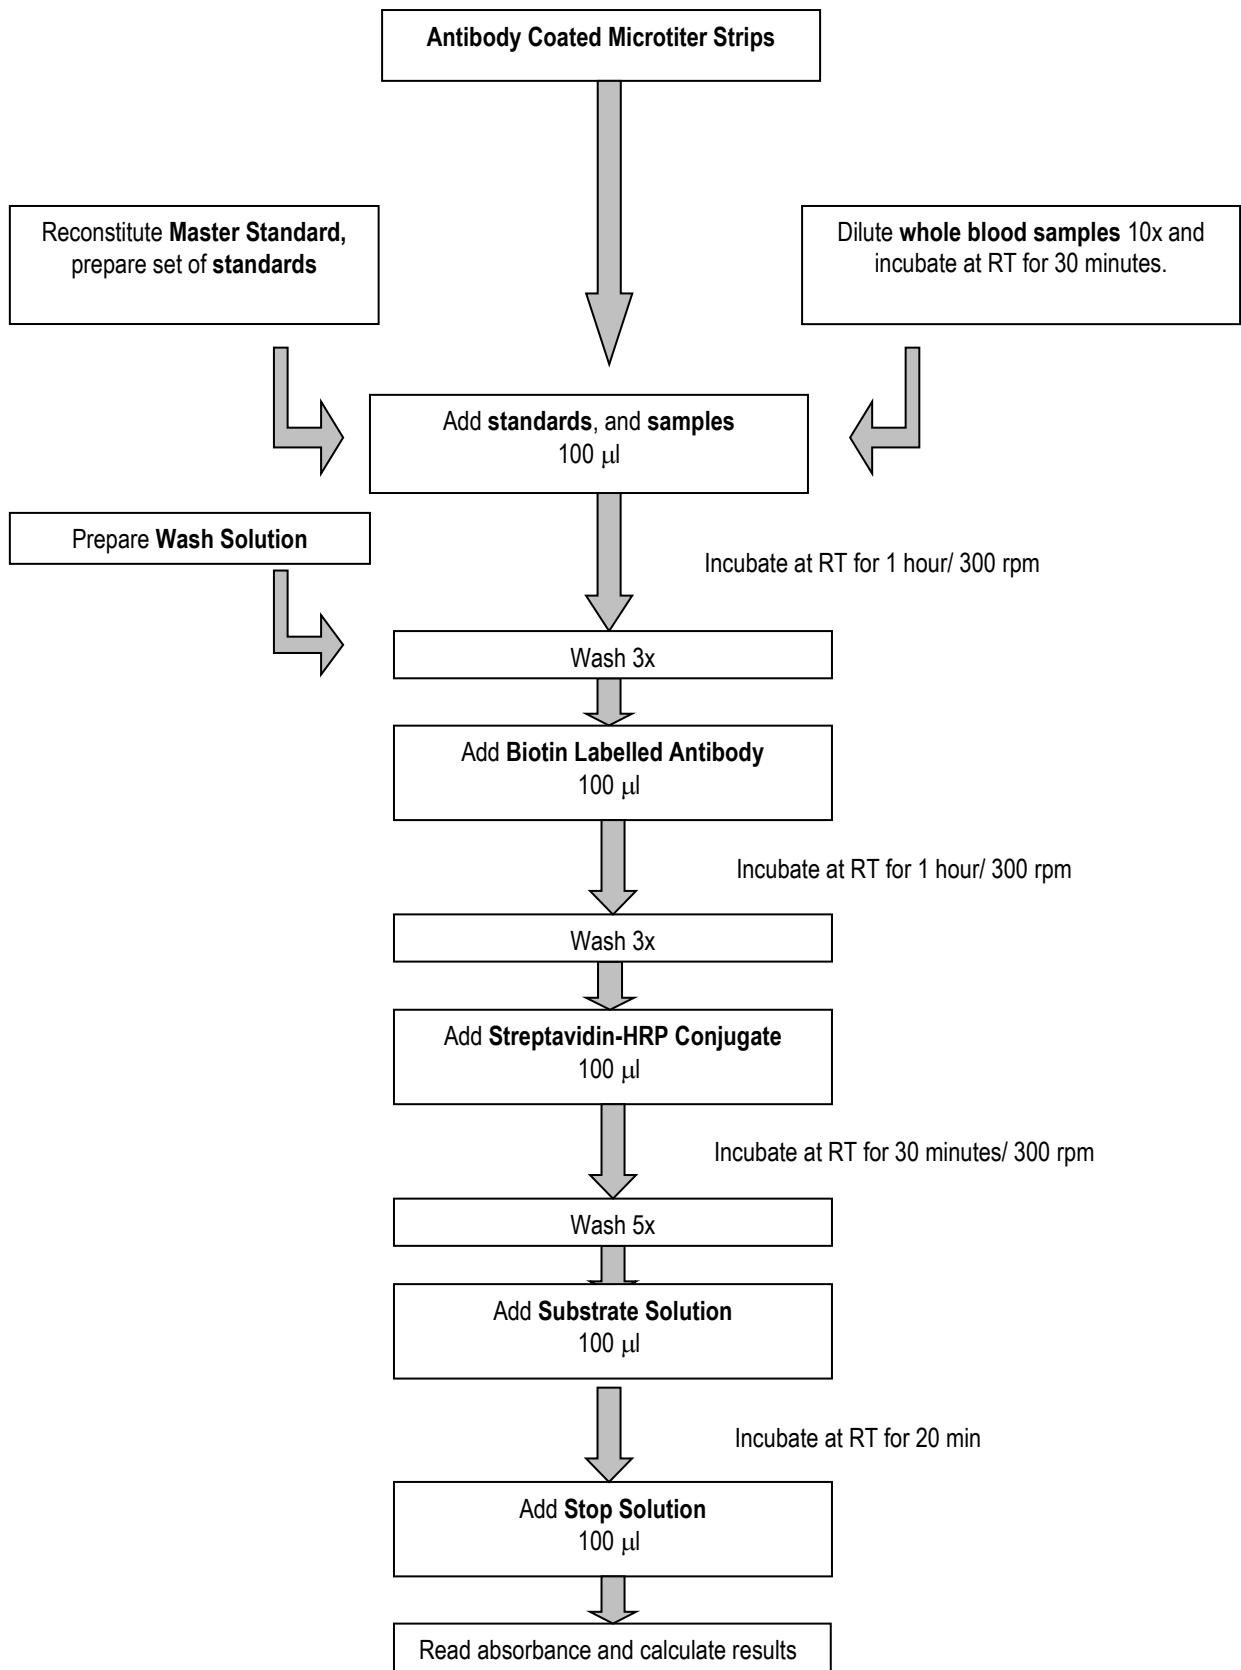 Antibody Coated Microtiter Strips
Reconstitute Master Standard,
prepare set of standards
Dilute whole blood samples 10x and
incubate at RT for 30 minutes.
Add standards, and samples
100 µl
Prepare Wash Solution
Incubate at RT for 1 hour/ 300 rpm
Wash 3x
Add Biotin Labelled Antibody
100 µl
Incubate at RT for 1 hour/ 300 rpm
Wash 3x
Add Streptavidin-HRP Conjugate
100 µl
Incubate at RT for 30 minutes/ 300 rpm
Wash 5x
Add Substrate Solution
100 µl
Incubate at RT for 20 min
Add Stop Solution
100 µl
Read absorbance and calculate results